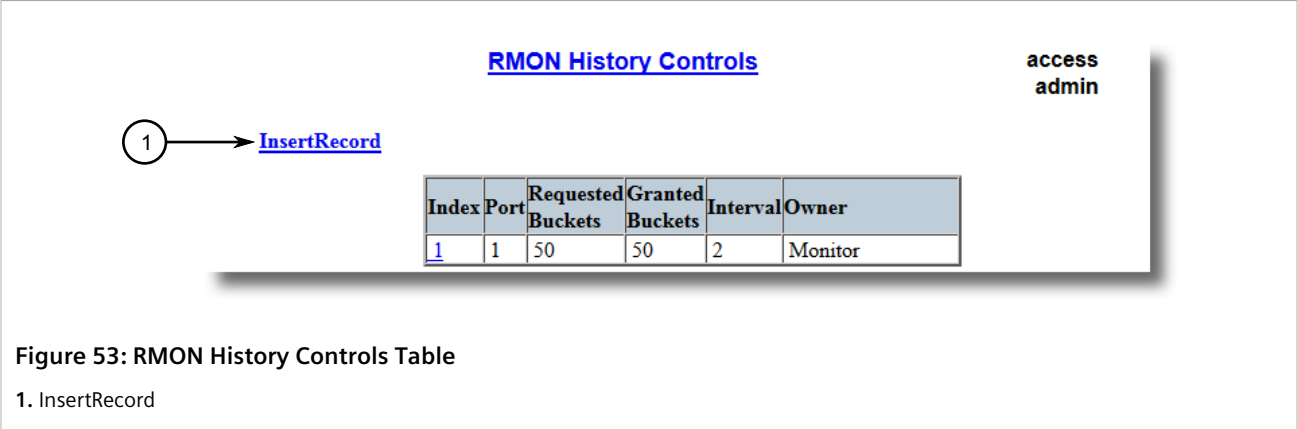 RMON History Controls
access
admin
1
InsertRecord
Index Port Requested Buckets Granted Buckets Interval Owner
1 1 50 50 2 Monitor
Figure 53: RMON History Controls Table
1. InsertRecord